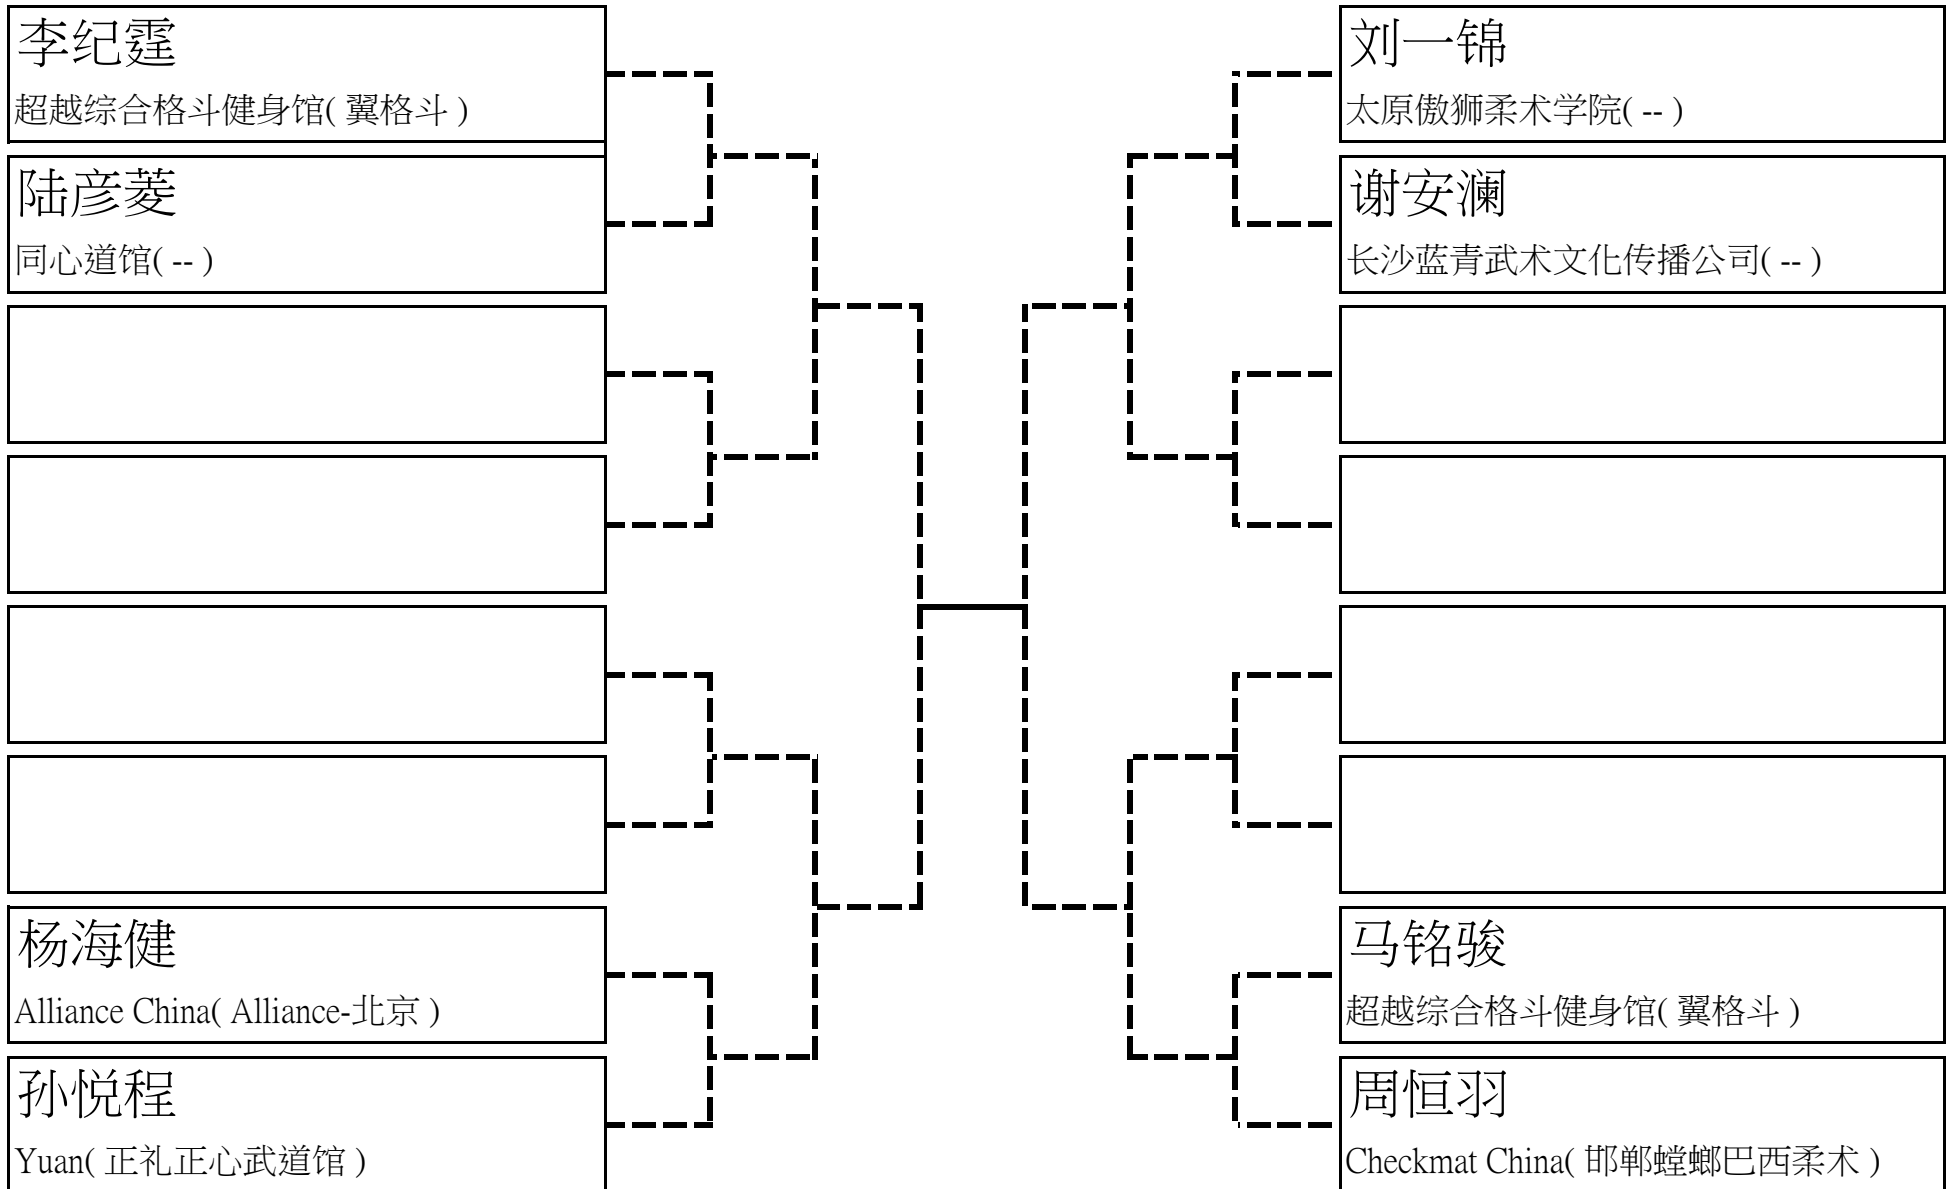 李纪霆
超越综合格斗健身馆( 翼格斗 )
陆彦菱
同心道馆( -- )
杨海健
Alliance China( Alliance-北京 )
孙悦程
Yuan( 正礼正心武道馆 )
刘一锦
太原傲狮柔术学院( -- )
谢安澜
长沙蓝青武术文化传播公司( -- )
马铭骏
超越综合格斗健身馆( 翼格斗 )
周恒羽
Checkmat China( 邯郸螳螂巴西柔术 )